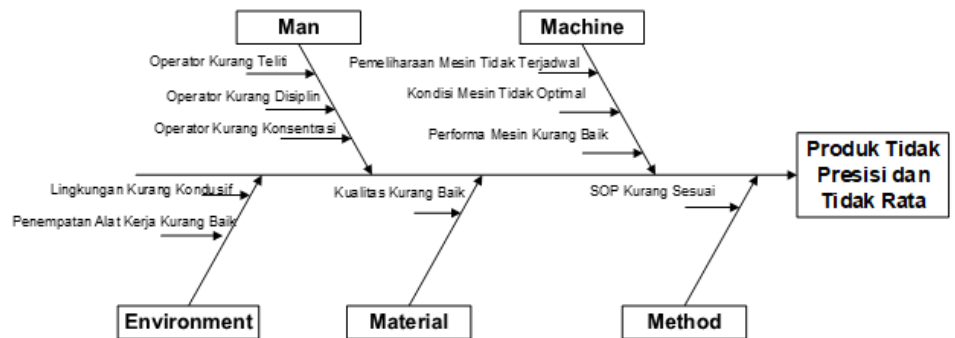 Man
Machine
Operator Kurang Teliti
Pemeliharaan Mesin Tidak Terjadwal
Operator Kurang Disiplin
Kondisi Mesin Tidak Optimal
Operator Kurang Konsentrasi
Performa Mesin Kurang Baik
Produk Tidak
Presisi dan
Tidak Rata
Lingkungan Kurang Kondusif
Kualitas Kurang Baik
SOP Kurang Sesuai
Penempatan Alat Kerja Kurang Baik
Environment
Material
Method